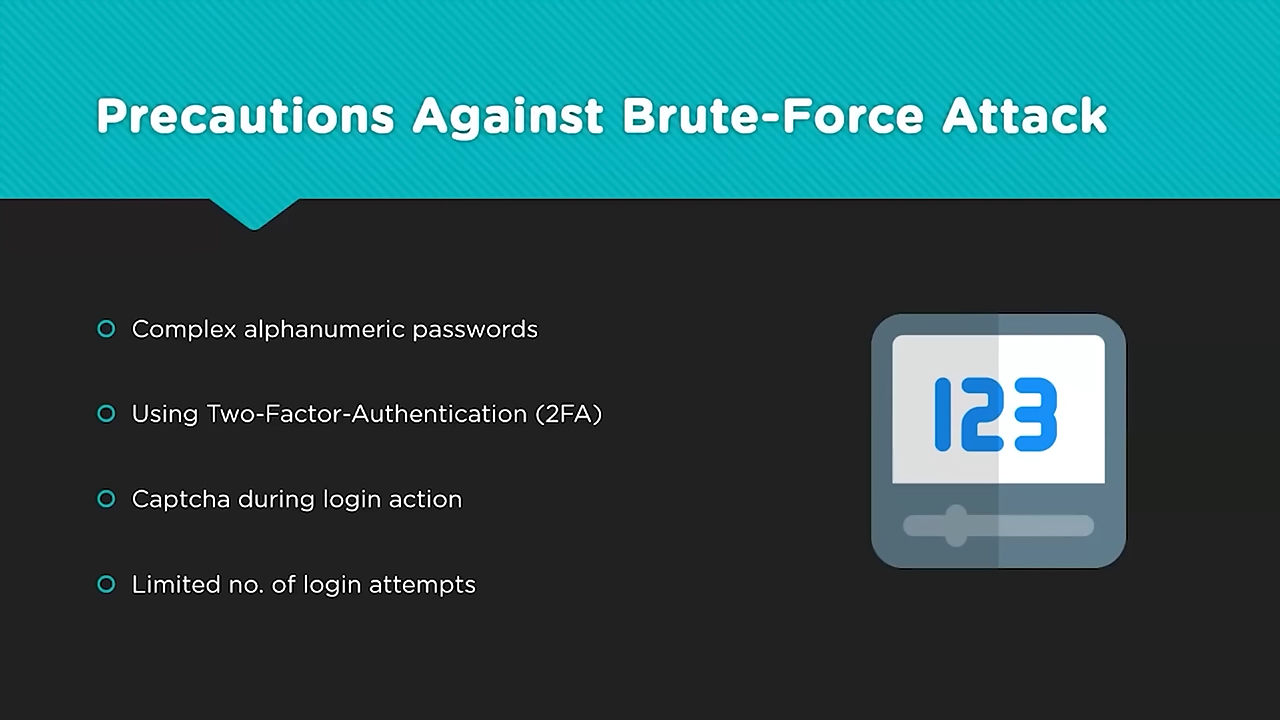 Precautions Against Brute-Force Attack
Complex alphanumeric passwords
Using Two-Factor-Authentication (2FA)
Captcha during login action
Limited no. of login attempts
123